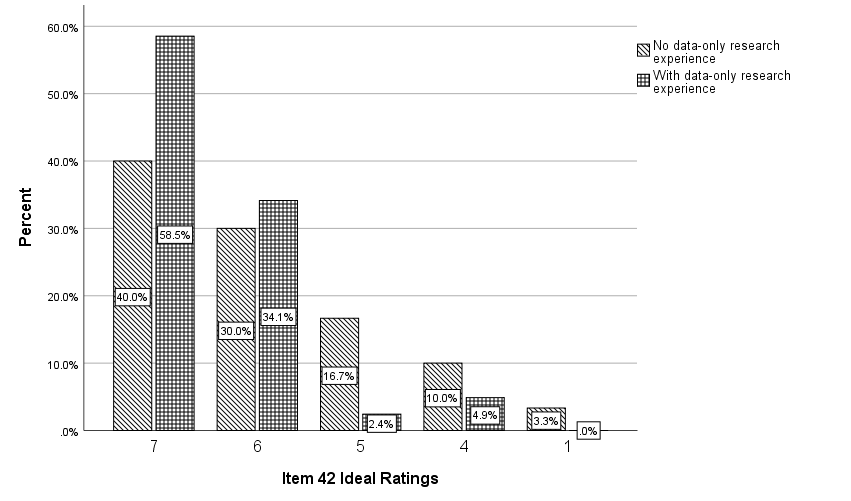 60.0%
50.0%
40.0%
30.0%
20.0%
10.0%
.0%
Percent
58.5%
40.0%
30.0%
34.1%
16.7%
2.4%
10.0%
4.9%
3.3%
.0%
7 6 5 4 1
Item 42 Ideal Ratings
No data-only research
experience
With data-only research
experience